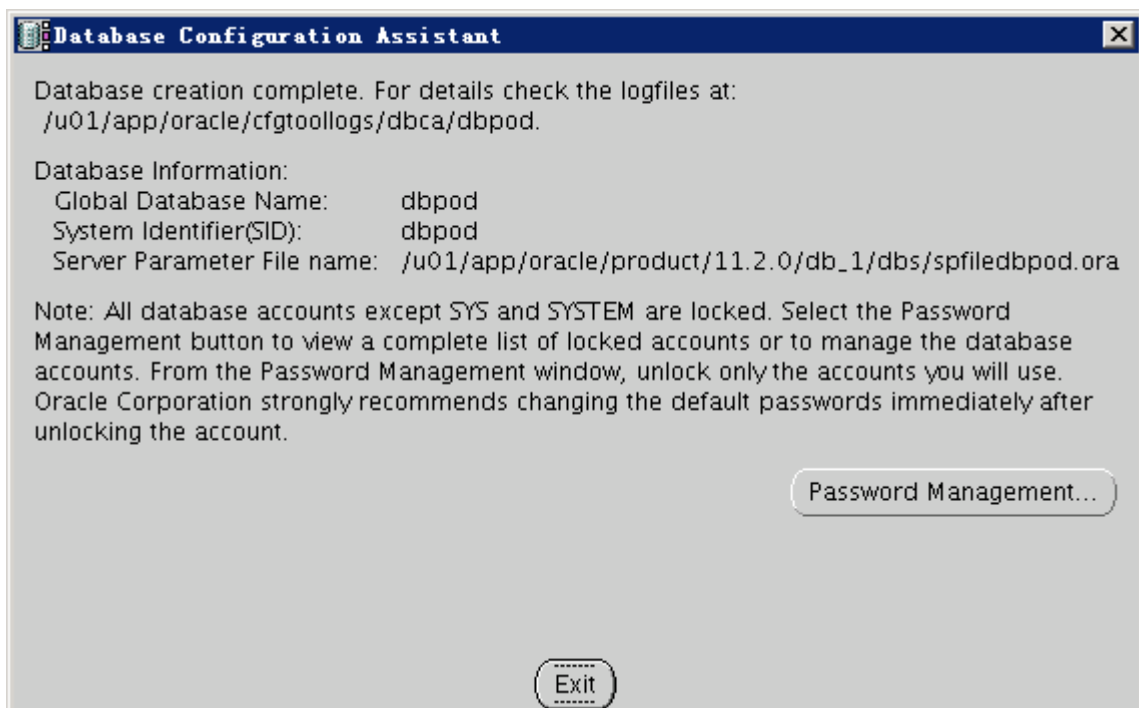 Database Configuration Assistant
Database creation complete. For details check the logfiles at:
/u01/app/oracle/cfgtoollogs/dbca/dbpod.
Database Information:
Global Database Name: dbpod
System Identifier(SID): dbpod
Server Parameter File name: /u01/app/oracle/product/11.2.0/db_1/dbs/spfiledbpod.ora
Note: All database accounts except SYS and SYSTEM are locked. Select the Password
Management button to view a complete list of locked accounts or to manage the database
accounts. From the Password Management window, unlock only the accounts you will use.
Oracle Corporation strongly recommends changing the default passwords immediately after
unlocking the account.
Password Management...
Exit